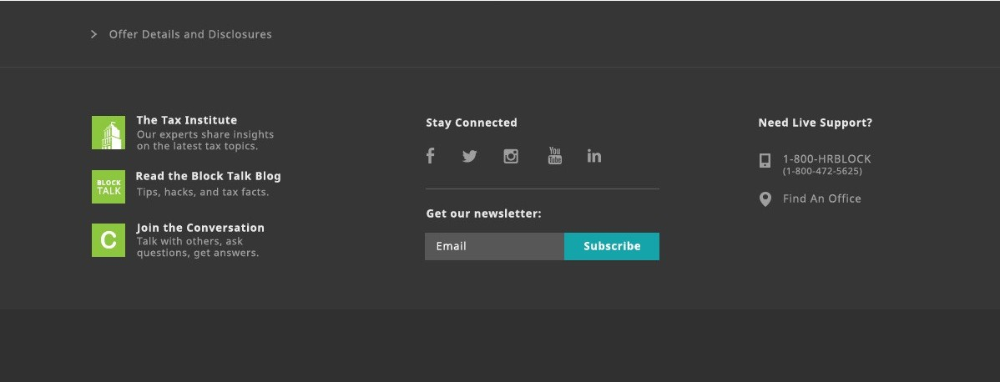 Offer Details and Disclosures
The Tax Institute
Our experts share insights
on the latest tax topics.
BLOCK
TALK
Read the Block Talk Blog
Tips, hacks, and tax facts.
C
Join the Conversation
Talk with others, ask
questions, get answers.
Stay Connected
You
Tube
Get our newsletter:
Email
Subscribe
Need Live Support?
1-800-HRBLOCK
(1-800-472-5625)
Find An Office